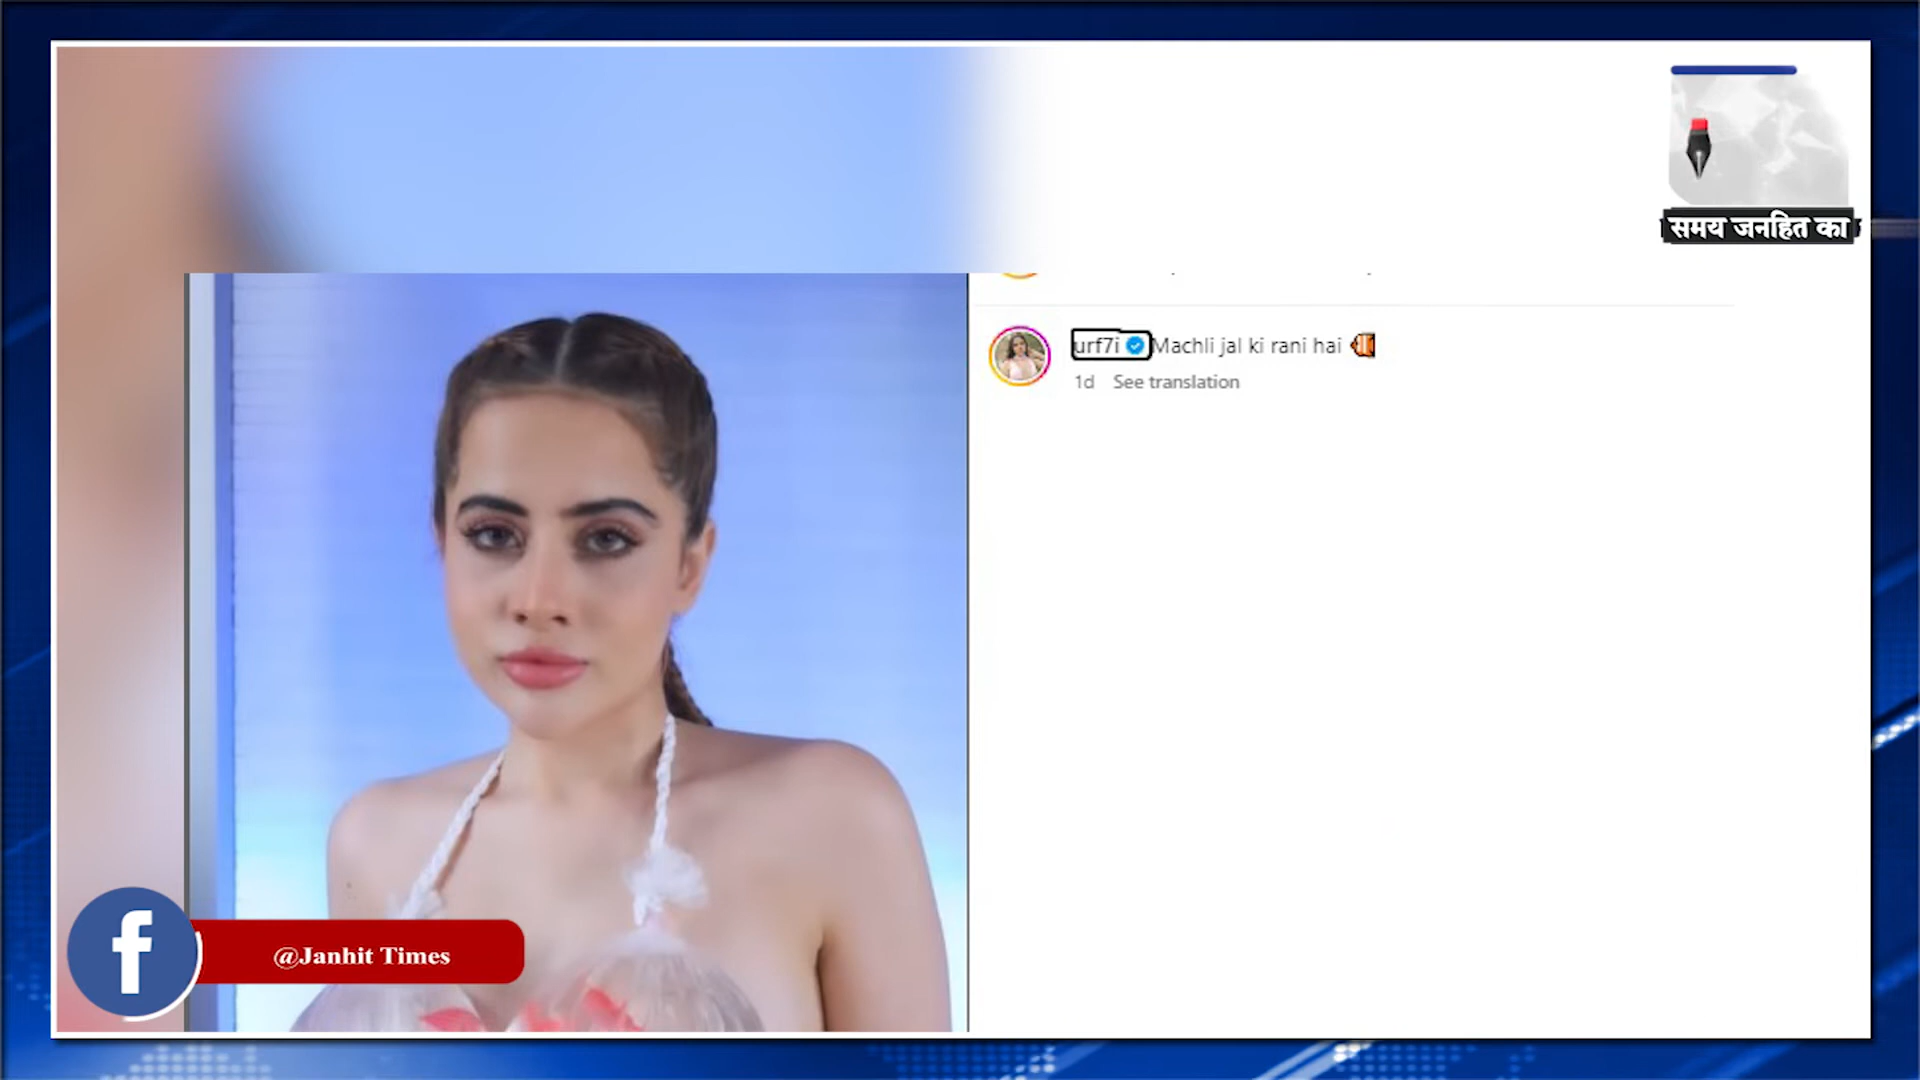 समय जनहित का
urf7i Machli jal ki rani hai 🐠
1d See translation
f
@Janhit Times